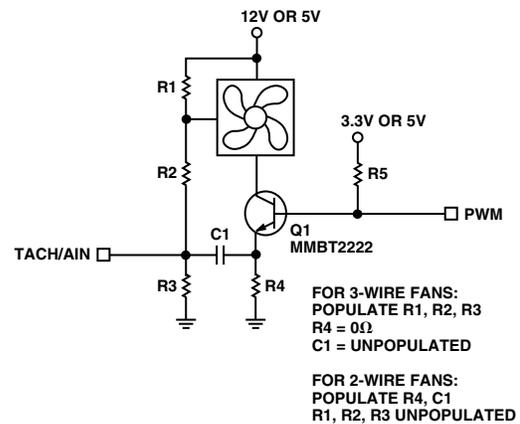 12V OR 5V
R1
3.3V OR 5V
R2
R5
PWM
Q1
MMBT2222
C1
TACH/AIN
R3
R4
FOR 3-WIRE FANS:
POPULATE R1, R2, R3
R4 = 0Ω
C1 = UNPOPULATED
FOR 2-WIRE FANS:
POPULATE R4, C1
R1, R2, R3 UNPOPULATED